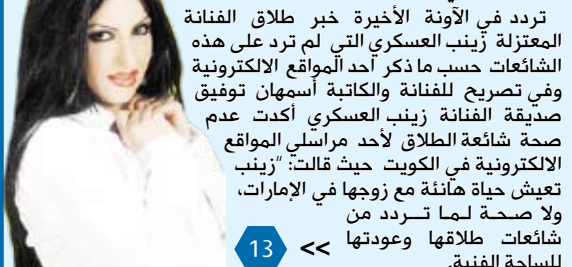 تردد في الآونة الأخيرة خبر طلاق الفنانة
المعتزلة زينب العسكري التي لم ترد على هذه
الشائعات حسب ما ذكر احد المواقع الالكترونية
وفي تصريح للفنانة والكاتبة أسمهان توفيق
صديقة الفنانة زينب العسكري أكدت عدم
صحة شائعة الطلاق لأحد مراسلي المواقع
الالكترونية في الكويت حيث قالت: "زينب
تعيش حياة هانئة مع زوجها في الإمارات،
ولا صحة لما تردد من
شائعات طلاقها وعودتها
للساحة الفنية.
>> 13